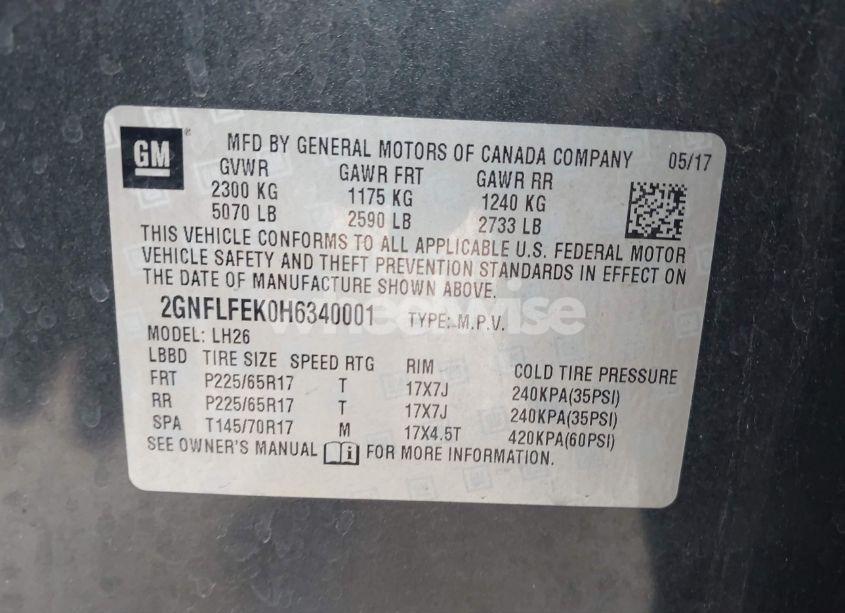 GM ® MFD BY GENERAL MOTORS OF CANADA COMPANY 05/17
GVWR GAWR FRT GAWR RR
2300 KG 1175 KG 1240 KG
5070 LB 2590 LB 2733 LB
THIS VEHICLE CONFORMS TO ALL APPLICABLE U.S. FEDERAL MOTOR
VEHICLE SAFETY AND THEFT PREVENTION STANDARDS IN EFFECT ON
THE DATE OF MANUFACTURE SHOWN ABOVE.
2GNFLFEK0H6340001 TYPE: M.P.V.
wheelwise
MODEL: LH26
LBBD TIRE SIZE SPEED RTG RIM COLD TIRE PRESSURE
FRT P225/65R17 T 17X7J 240KPA(35PSI)
RR P225/65R17 T 17X7J 240KPA(35PSI)
SPA T145/70R17 M 17X4.5T 420KPA(60PSI)
SEE OWNER'S MANUAL i FOR MORE INFORMATION.